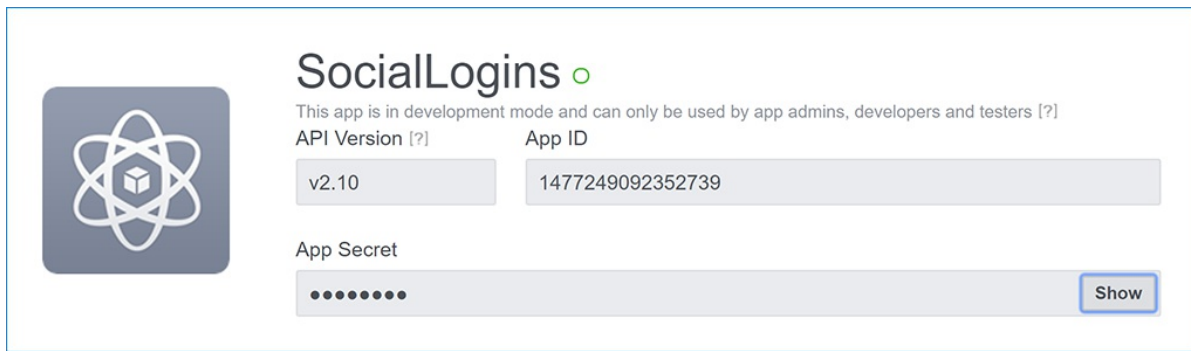 SocialLogins
This app is in development mode and can only be used by app admins, developers and testers [?]
API Version [?] App ID
v2.10 1477249092352739
App Secret
●●●●●●●● Show